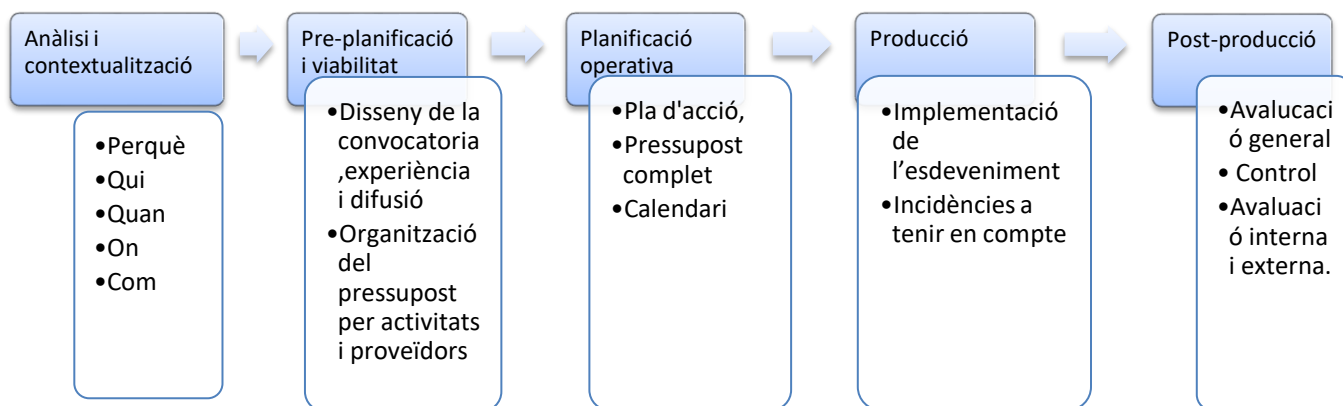 Anàlisi i
contextualització
•Perquè
•Qui
•Quan
•On
•Com
Pre-planificació
i viabilitat
•Disseny de la
convocatoria
,experiència
i difusió
•Organització
del
pressupost
per activitats
i proveïdors
Planificació
operativa
•Pla d'acció,
•Pressupost
complet
•Calendari
Producció
•Implementació
de
l’esdeveniment
•Incidències a
tenir en compte
Post-producció
•Avalucaci
ó general
• Control
•Avaluaci
ó interna
i externa.